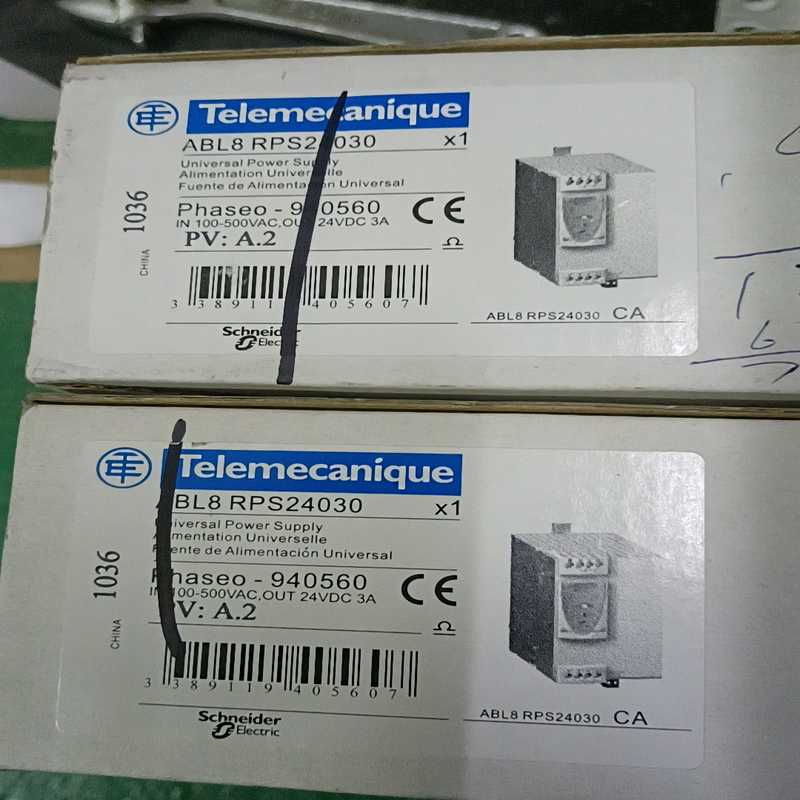 Telemecanique
ABL8 RPS24030 x1
Universal Power Supply
Alimentation Universelle
Fuente de Alimentación Universal
Phaseo - 940560 CE
IN 100-500VAC,OUT 24VDC 3A
PV: A.2
1036
CHINA
3 389119 405607
Schneider
Electric
ABL8 RPS24030 CA
Telemecanique
ABL8 RPS24030 x1
Universal Power Supply
Alimentation Universelle
Fuente de Alimentación Universal
Phaseo - 940560 CE
IN 100-500VAC,OUT 24VDC 3A
PV: A.2
1036
CHINA
3 389119 405607
Schneider
Electric
ABL8 RPS24030 CA